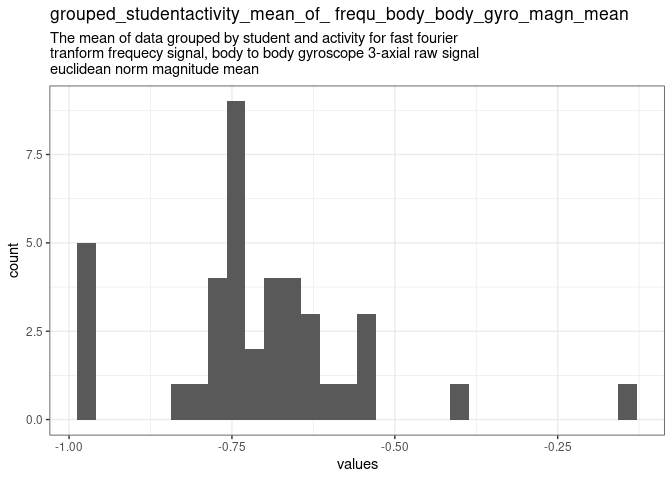 grouped_studentactivity_mean_of_ frequ_body_body_gyro_magn_mean
The mean of data grouped by student and activity for fast fourier
tranform frequecy signal, body to body gyroscope 3-axial raw signal
euclidean norm magnitude mean
7.5
5.0
2.5
0.0
count
-1.00
-0.75
-0.50
-0.25
values